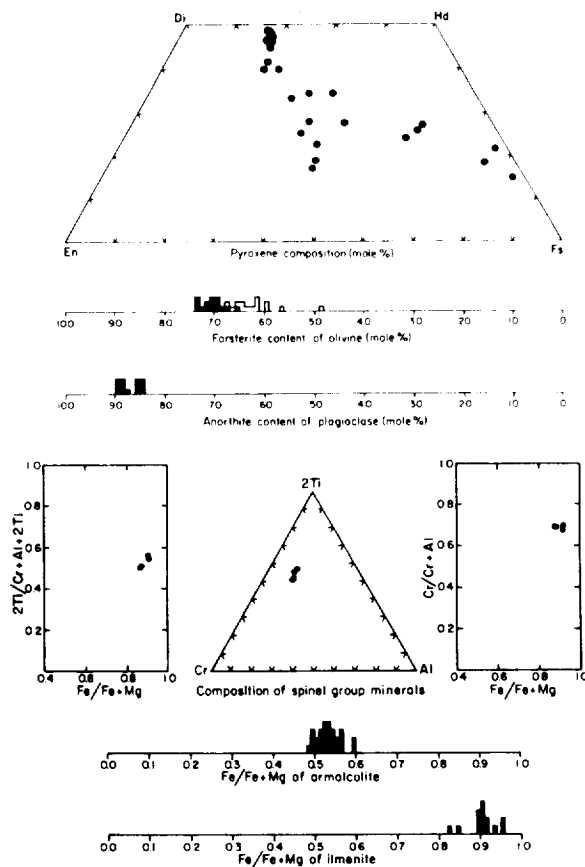 Di Hd
En Fs
Pyroxene composition (mole %)
100 90 80 70 60 50 40 30 20 10 0
Forsterite content of olivine (mole %)
100 90 80 70 60 50 40 30 20 10 0
Anorthite content of plagioclase (mole %)
2Ti/Cr+Al+2Ti
1.0
0.8
0.6
0.4
0.2
0.4 0.6 0.8 1.0
Fe/Fe+Mg
2Ti
Cr Al
Composition of spinel group minerals
Cr/Cr+Al
1.0
0.8
0.6
0.4
0.2
0.4 0.6 0.8 1.0
Fe/Fe+Mg
0.0 0.1 0.2 0.3 0.4 0.5 0.6 0.7 0.8 0.9 1.0
Fe/Fe+Mg of armalcolite
0.0 0.1 0.2 0.3 0.4 0.5 0.6 0.7 0.8 0.9 1.0
Fe/Fe+Mg of ilmenite